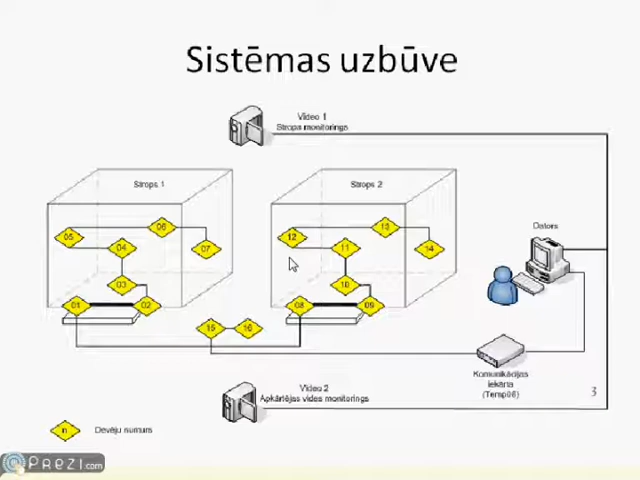 Sistēmas uzbūve
Video 1
Stropa monitorings
Strops 1
Strops 2
06
13
05
12
04
11
07
14
Dators
03
10
01
02
08
09
15
16
Komunikācijas
iekārta
(Temp08)
Video 2
Apkārtējas vides monitorings
3
n
Devēju numurs
PREZI.com